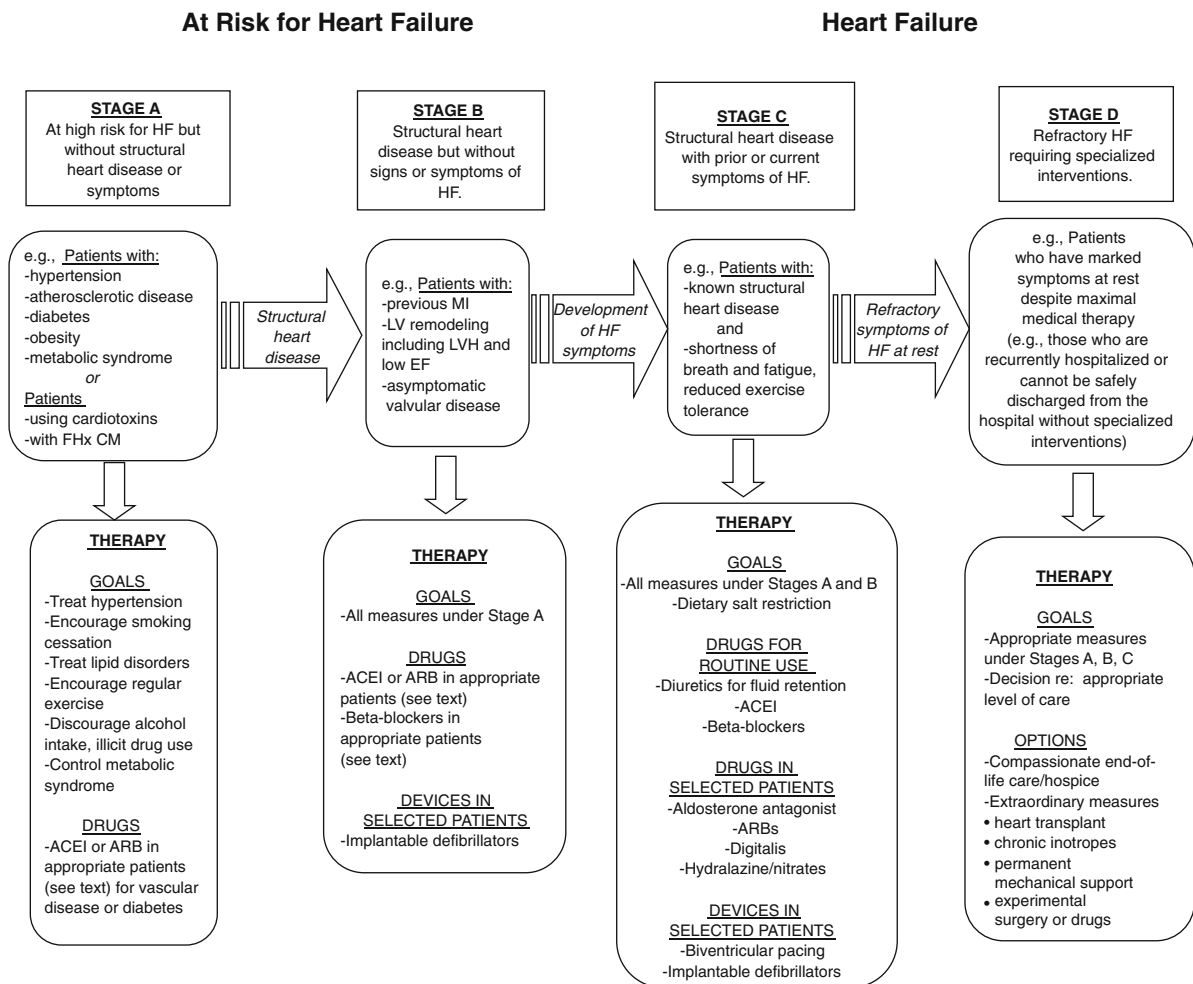 At Risk for Heart Failure
Heart Failure
STAGE A
At high risk for HF but
without structural
heart disease or
symptoms
STAGE B
Structural heart
disease but without
signs or symptoms of
HF.
STAGE C
Structural heart disease
with prior or current
symptoms of HF.
STAGE D
Refractory HF
requiring specialized
interventions.
e.g., Patients with:
-hypertension
-atherosclerotic disease
-diabetes
-obesity
-metabolic syndrome
or
Patients
-using cardiotoxins
-with FHx CM
Structural
heart
disease
e.g., Patients with:
-previous MI
-LV remodeling
including LVH and
low EF
-asymptomatic
valvular disease
Development
of HF
symptoms
e.g., Patients with:
-known structural
heart disease
and
-shortness of
breath and fatigue,
reduced exercise
tolerance
Refractory
symptoms of
HF at rest
e.g., Patients
who have marked
symptoms at rest
despite maximal
medical therapy
(e.g., those who are
recurrently hospitalized or
cannot be safely
discharged from the
hospital without specialized
interventions)
THERAPY
GOALS
-Treat hypertension
-Encourage smoking
cessation
-Treat lipid disorders
-Encourage regular
exercise
-Discourage alcohol
intake, illicit drug use
-Control metabolic
syndrome
DRUGS
-ACEI or ARB in
appropriate patients
(see text) for vascular
disease or diabetes
THERAPY
GOALS
-All measures under Stage A
DRUGS
-ACEI or ARB in appropriate
patients (see text)
-Beta-blockers in
appropriate patients
(see text)
DEVICES IN
SELECTED PATIENTS
-Implantable defibrillators
THERAPY
GOALS
-All measures under Stages A and B
-Dietary salt restriction
DRUGS FOR
ROUTINE USE
-Diuretics for fluid retention
-ACEI
-Beta-blockers
DRUGS IN
SELECTED PATIENTS
-Aldosterone antagonist
-ARBs
-Digitalis
-Hydralazine/nitrates
DEVICES IN
SELECTED PATIENTS
-Biventricular pacing
-Implantable defibrillators
THERAPY
GOALS
-Appropriate measures
under Stages A, B, C
-Decision re: appropriate
level of care
OPTIONS
-Compassionate end-of-
life care/hospice
-Extraordinary measures
• heart transplant
• chronic inotropes
• permanent
mechanical support
• experimental
surgery or drugs